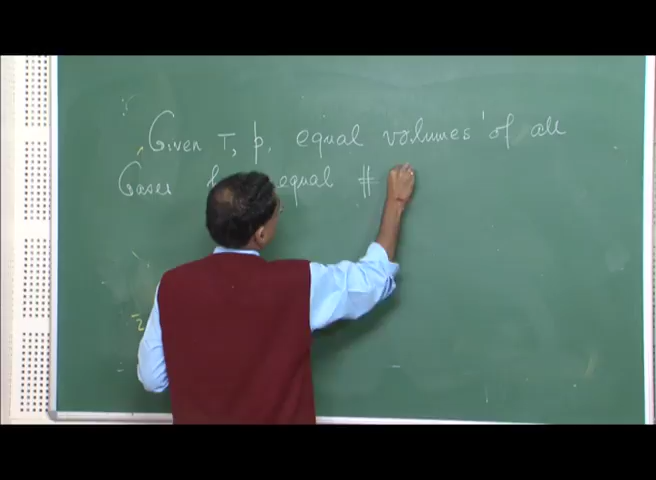 Given T, p, equal volumes of all
Gases equal #